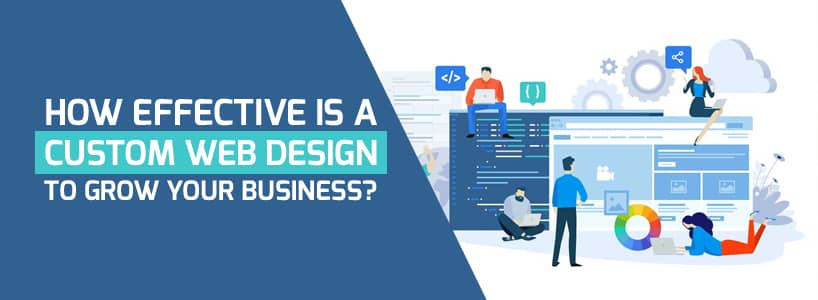 HOW EFFECTIVE IS A
CUSTOM WEB DESIGN
TO GROW YOUR BUSINESS?
</>
{ }